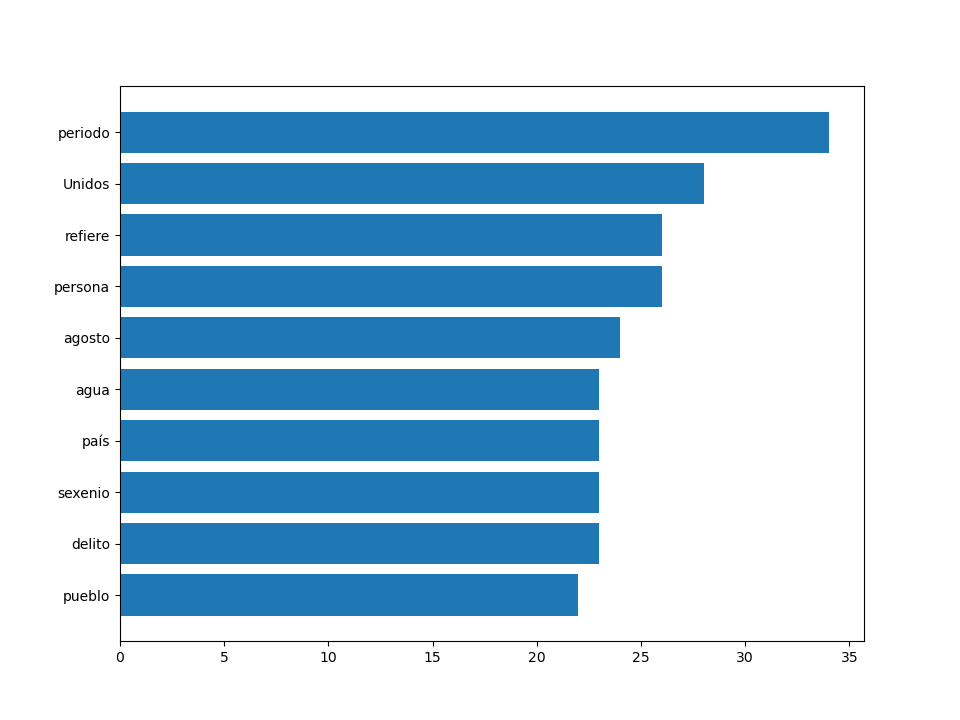 periodo
Unidos
refiere
persona
agosto
agua
país
sexenio
delito
pueblo
0 5 10 15 20 25 30 35